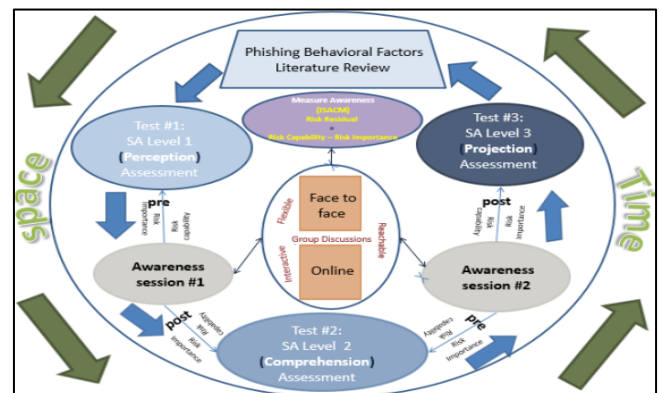 Phishing Behavioral Factors
Literature Review
Measure Awareness
(ISACM)
Risk Residual
=
Risk Capability – Risk Importance
Test #1:
SA Level 1
(Perception)
Assessment
Test #3:
SA Level 3
(Projection)
Assessment
space
Time
pre
Importance
Risk
Risk
capability
post
capability
Risk
Risk
Importance
Flexible
Interactive
Face to
face
Group Discussions
Online
Reachable
Awareness
session #1
Awareness
session #2
post
Importance
Risk
Risk
capability
pre
capability
Risk
Risk
Importance
Test #2:
SA Level 2
(Comprehension)
Assessment